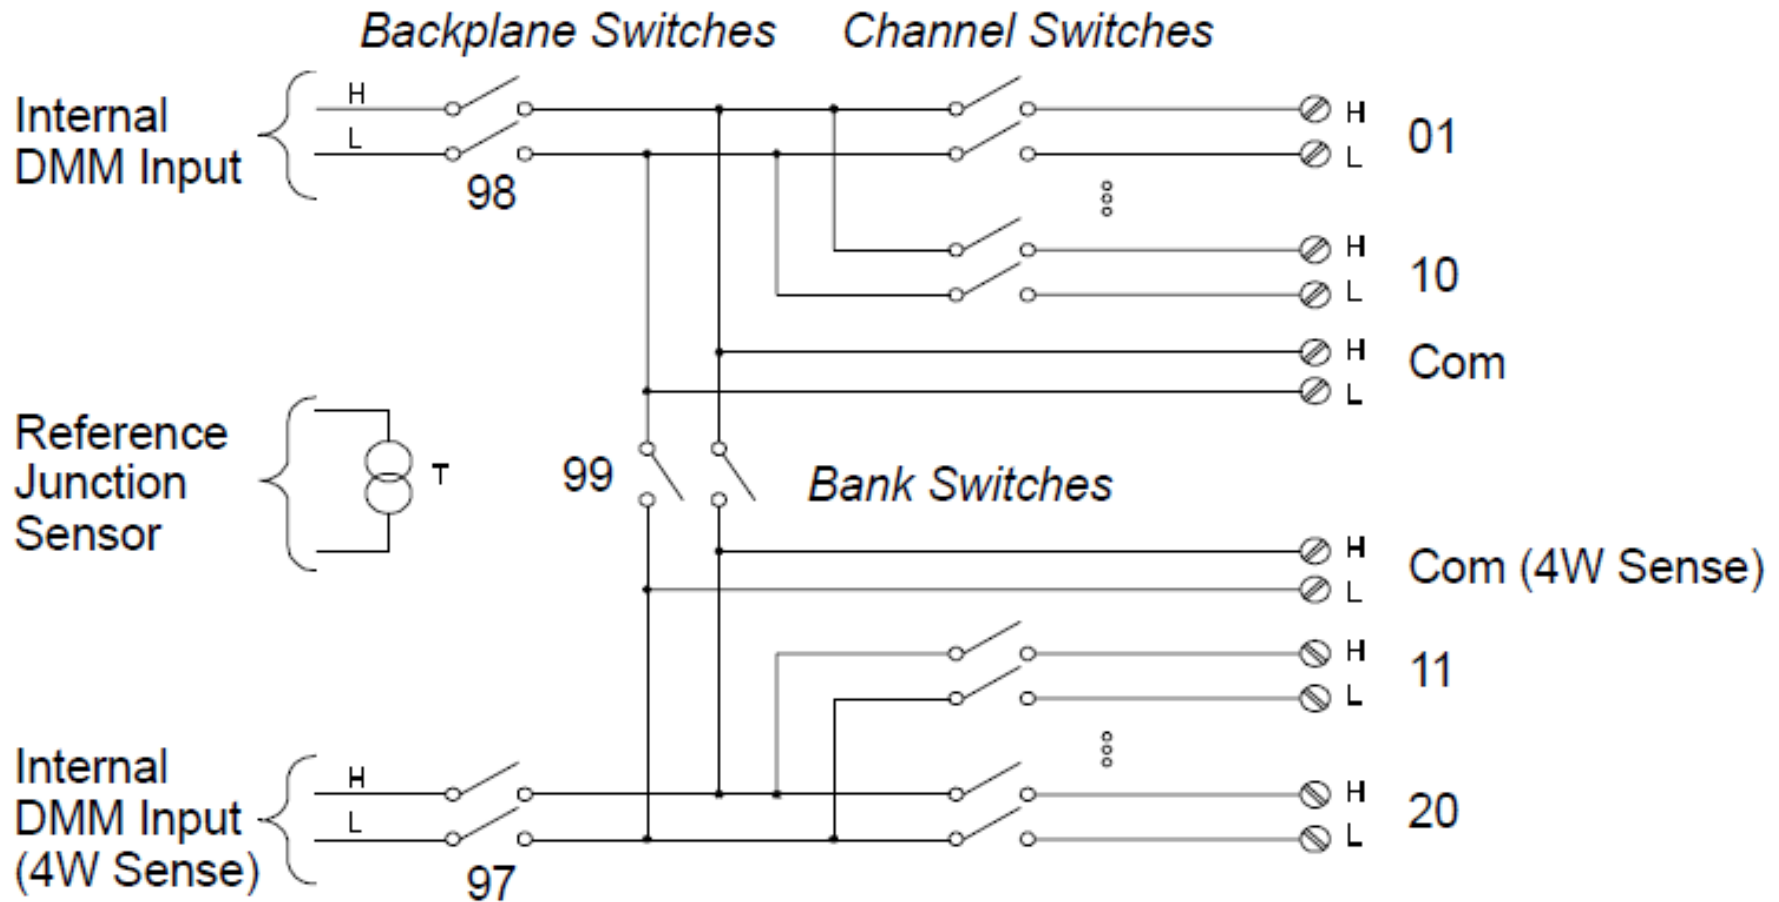 Backplane Switches Channel Switches
Internal
DMM Input
H
L
98
H
L
01
H
L
10
H
L
Com
Reference
Junction
Sensor
T
99
Bank Switches
H
L
Com (4W Sense)
H
L
11
Internal
DMM Input
(4W Sense)
H
L
97
H
L
20